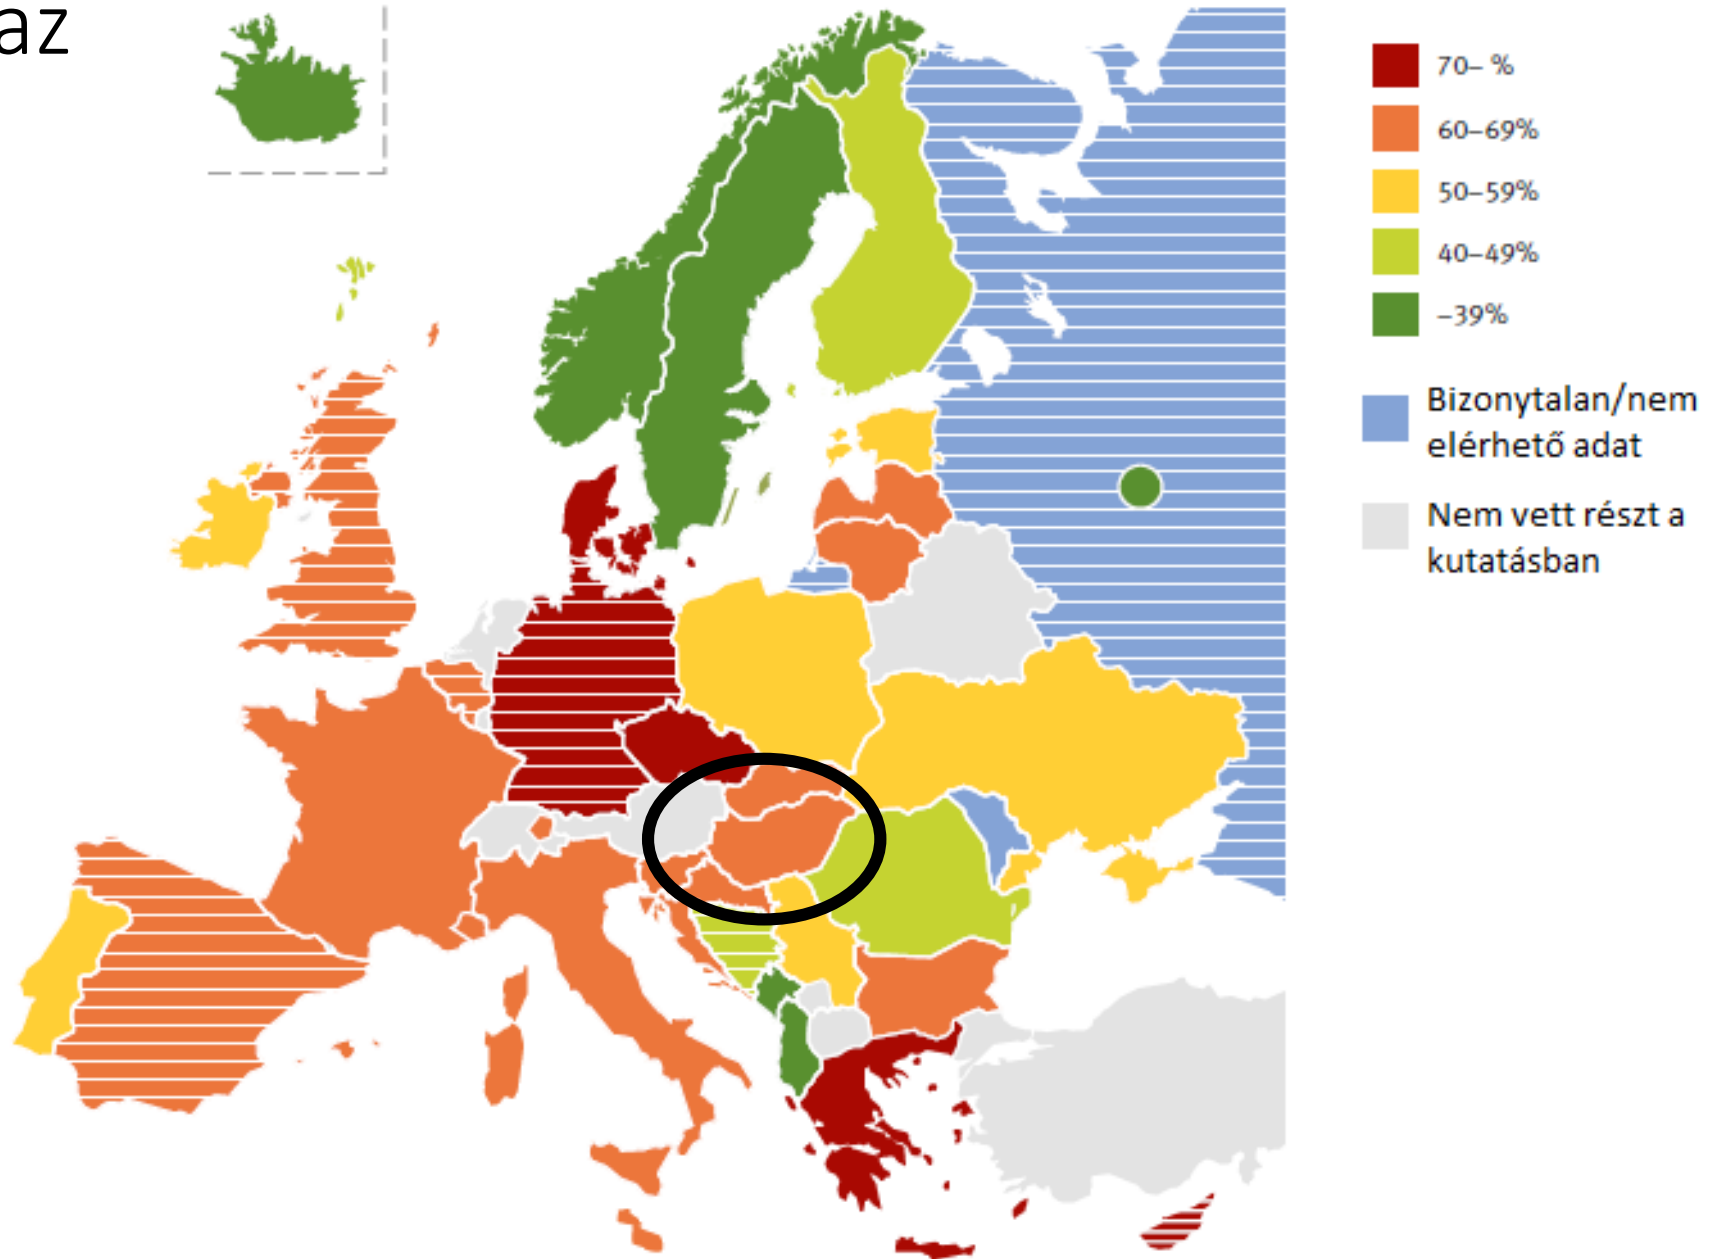 az
70– %
60–69%
50–59%
40–49%
–39%
Bizonytalan/nem
elérhető adat
Nem vett részt a
kutatásban